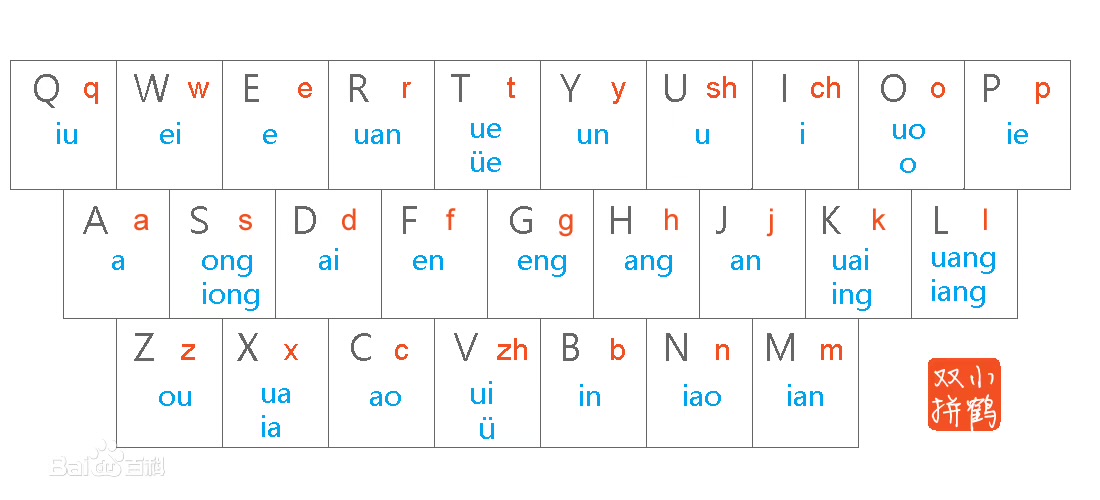 Q q W w E e R r T t Y y U sh I ch O o P p
iu ei e uan ue un u i uo ie
üe o
A a S s D d F f G g H h J j K k L l
a ong ai en eng ang an uai uang
iong ing iang
Z z X x C c V zh B b N n M m
ou ua ao ui in iao ian
ia ü
小鹤
双拼
Baidu百科